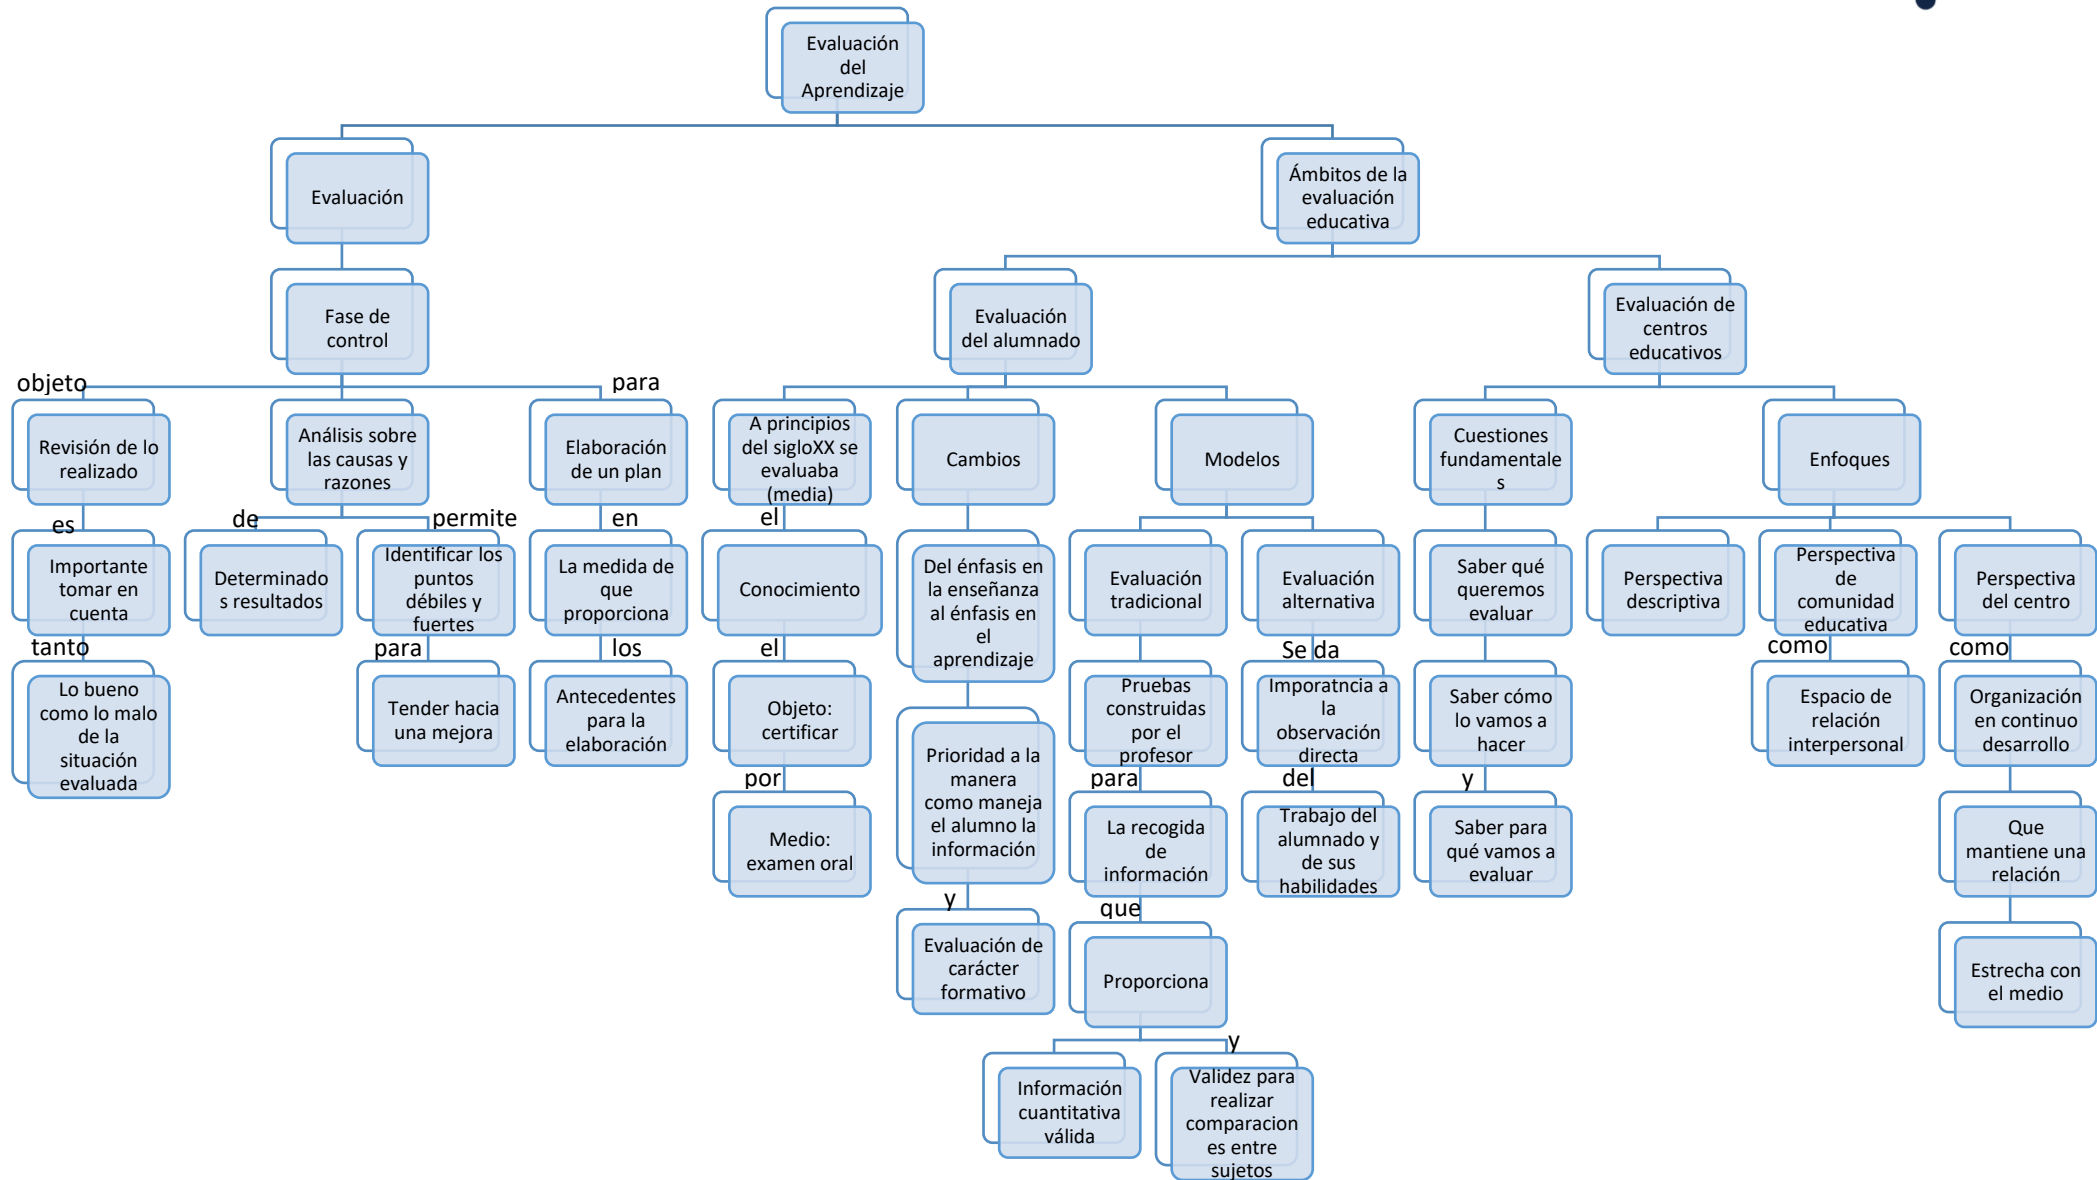 Evaluación
del
Aprendizaje
Evaluación
Ámbitos de la
evaluación
educativa
Fase de
control
Evaluación
del alumnado
Evaluación de
centros
educativos
objeto
para
Revisión de lo
realizado
Análisis sobre
las causas y
razones
Elaboración
de un plan
A principios
del sigloXX se
evaluaba
(media)
Cambios
Modelos
Cuestiones
fundamentale
s
Enfoques
es
de
permite
en
el
Importante
tomar en
cuenta
Determinado
s resultados
Identificar los
puntos
débiles y
fuertes
La medida de
que
proporciona
Conocimiento
Del énfasis en
la enseñanza
al énfasis en
el
aprendizaje
Evaluación
tradicional
Evaluación
alternativa
Saber qué
queremos
evaluar
Perspectiva
descriptiva
Perspectiva
de
comunidad
educativa
Perspectiva
del centro
tanto
para
los
el
Se da
como
como
Lo bueno
como lo malo
de la
situación
evaluada
Tender hacia
una mejora
Antecedentes
para la
elaboración
Objeto:
certificar
Prioridad a la
manera
como maneja
el alumno la
información
Pruebas
construidas
por el
profesor
Imporatncia a
la
observación
directa
Saber cómo
lo vamos a
hacer
Espacio de
relación
interpersonal
Organización
en continuo
desarrollo
por
para
del
y
Medio:
examen oral
La recogida
de
información
Trabajo del
alumnado y
de sus
habilidades
Saber para
qué vamos a
evaluar
Que
mantiene una
relación
y
que
Evaluación de
carácter
formativo
Proporciona
Estrecha con
el medio
y
Información
cuantitativa
válida
Validez para
realizar
comparacion
es entre
sujetos